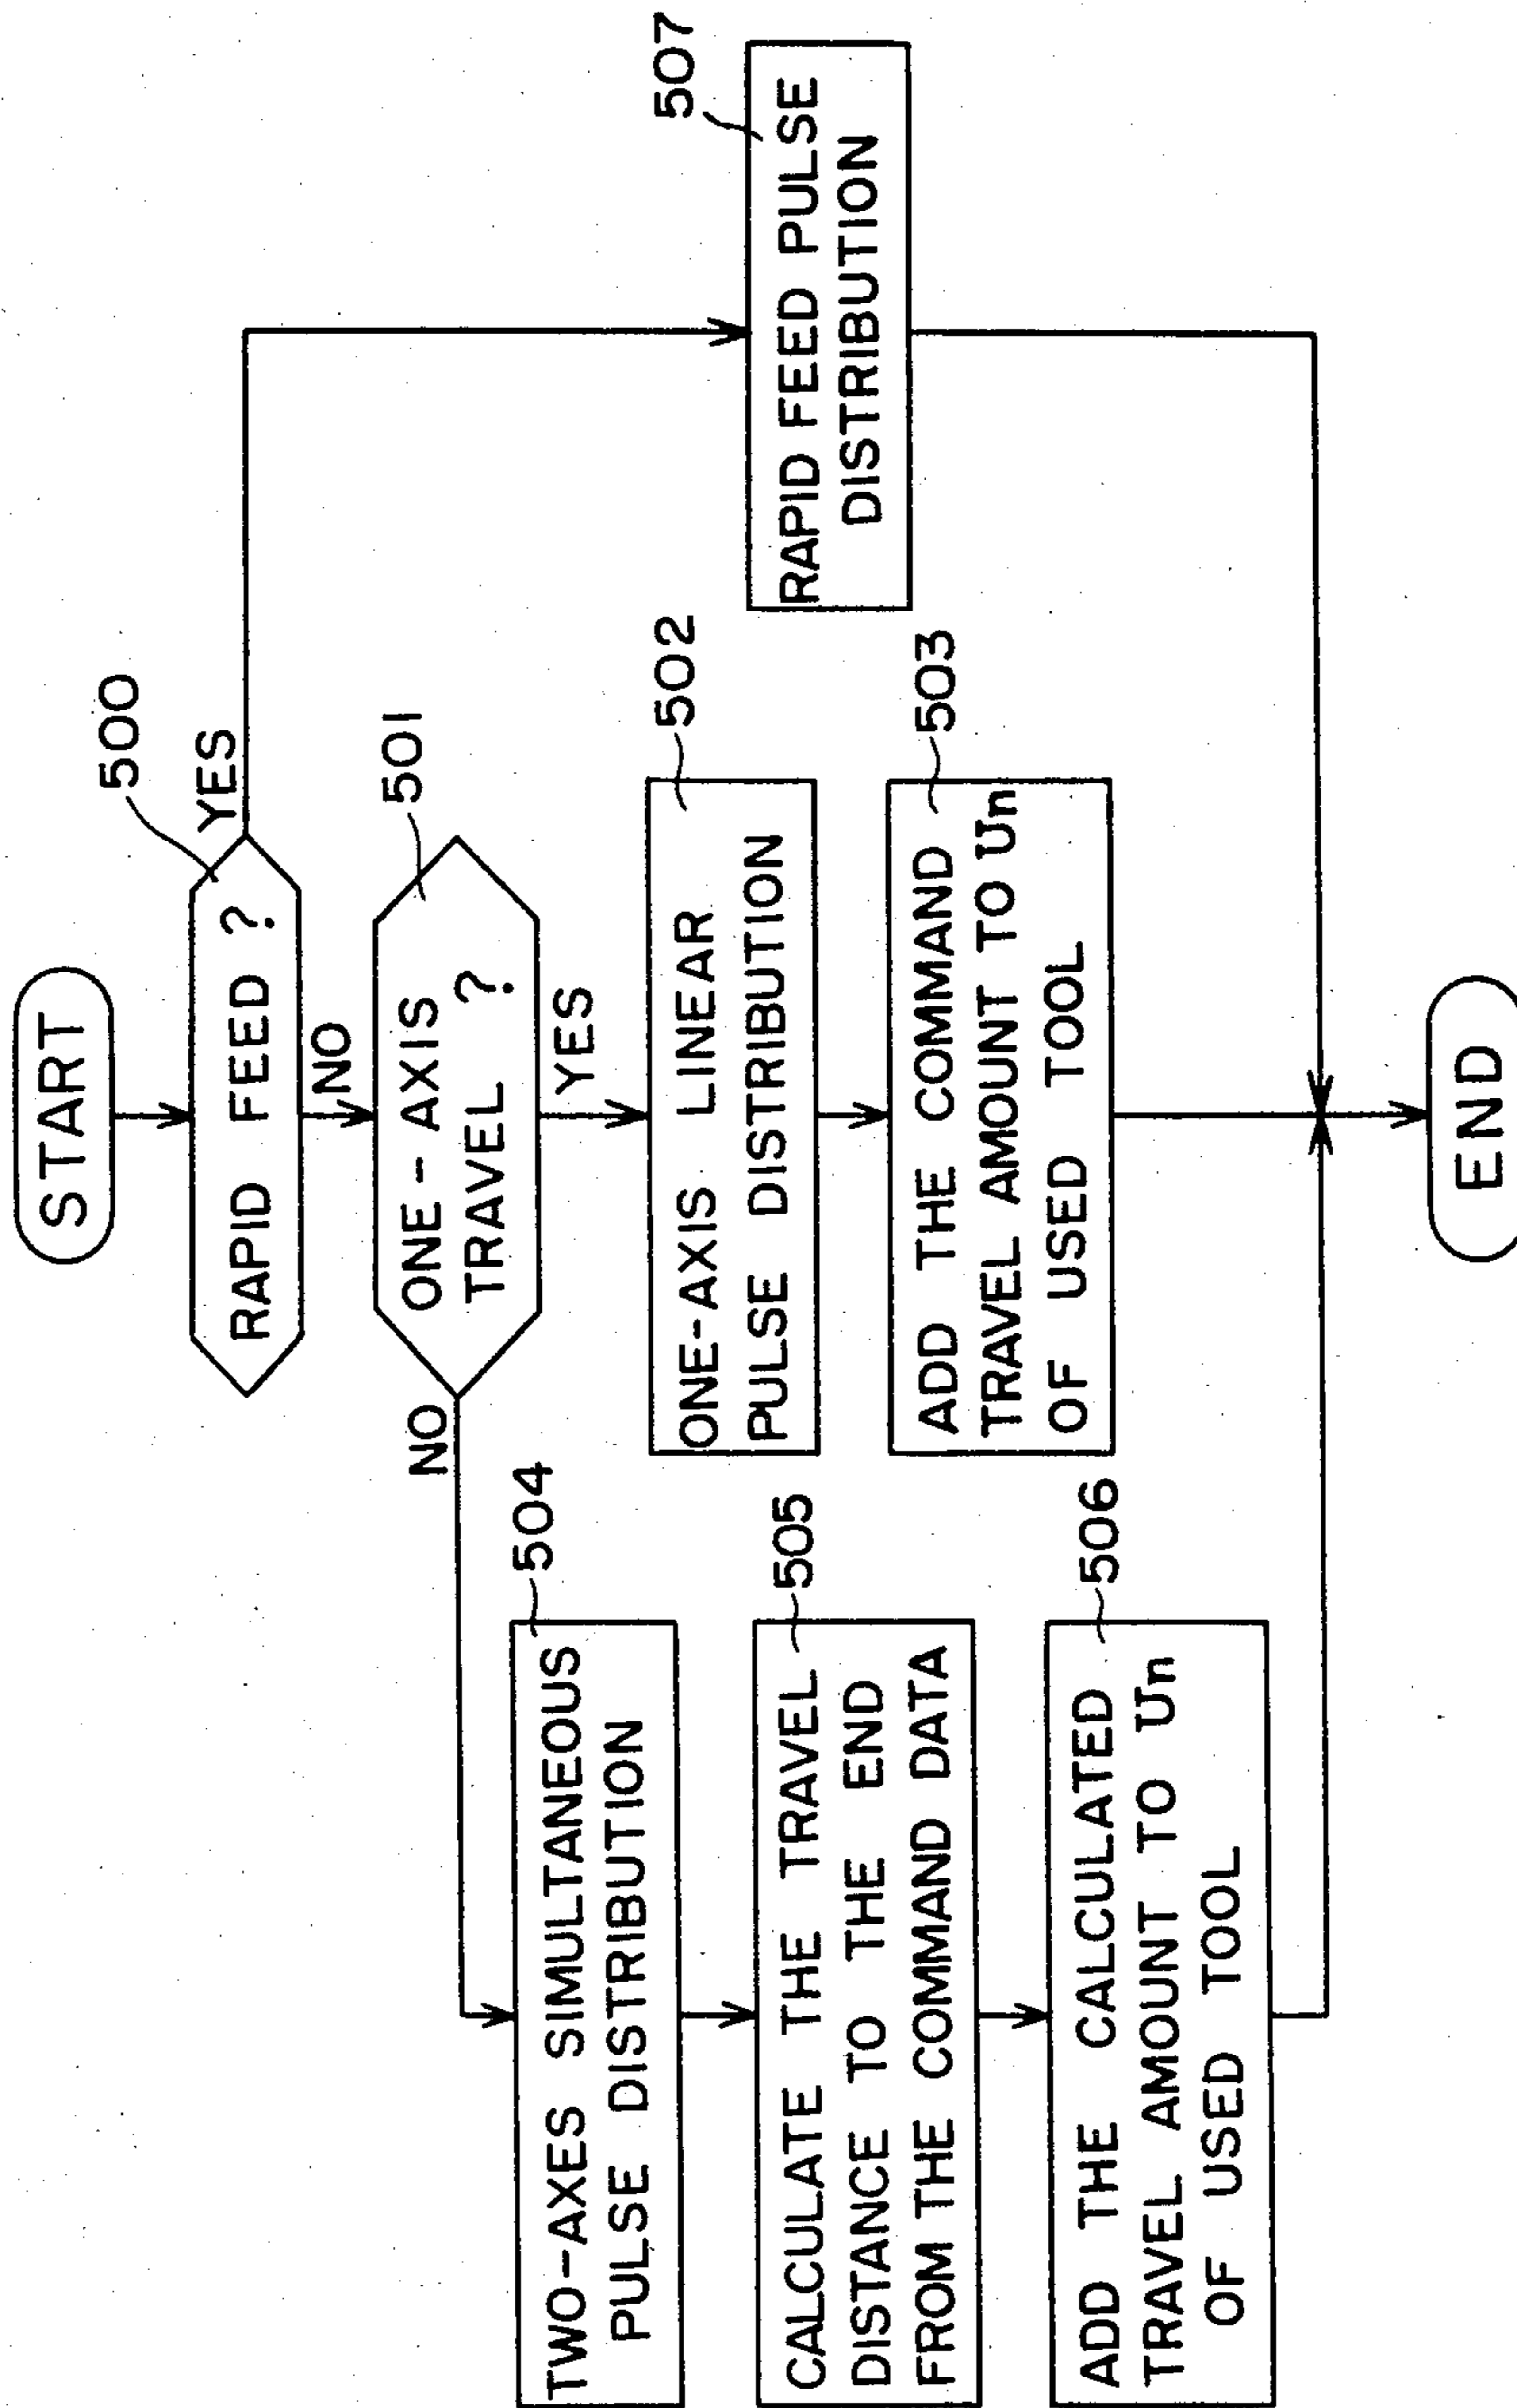 START
500
RAPID FEED ?
YES
NO
501
ONE-AXIS
TRAVEL ?
NO
YES
502
ONE-AXIS LINEAR
PULSE DISTRIBUTION
503
ADD THE COMMAND
TRAVEL AMOUNT TO Un
OF USED TOOL
504
TWO-AXES SIMULTANEOUS
PULSE DISTRIBUTION
505
CALCULATE THE TRAVEL
DISTANCE TO THE END
FROM THE COMMAND DATA
506
ADD THE CALCULATED
TRAVEL AMOUNT TO Un
OF USED TOOL
507
RAPID FEED PULSE
DISTRIBUTION
END